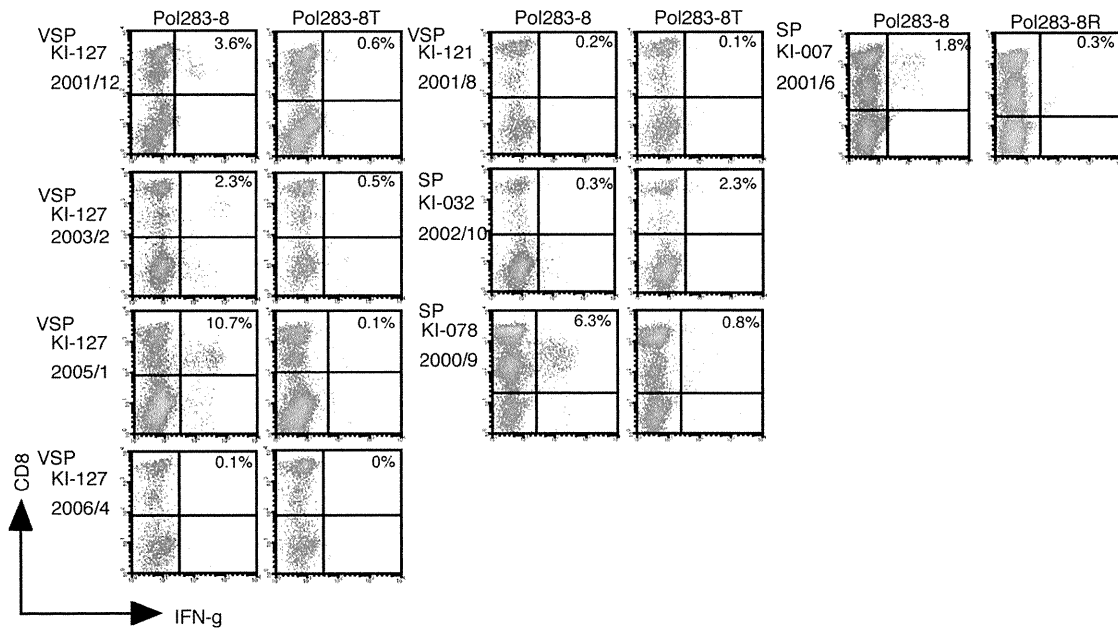 Pol283-8 Pol283-8T Pol283-8 Pol283-8T Pol283-8 Pol283-8R
VSP
KI-127
2001/12
3.6%
0.6%
VSP
KI-121
2001/8
0.2%
0.1%
SP
KI-007
2001/6
1.8%
0.3%
VSP
KI-127
2003/2
2.3%
0.5%
SP
KI-032
2002/10
0.3%
2.3%
VSP
KI-127
2005/1
10.7%
0.1%
SP
KI-078
2000/9
6.3%
0.8%
VSP
KI-127
2006/4
0.1%
0%
CD8
IFN-g